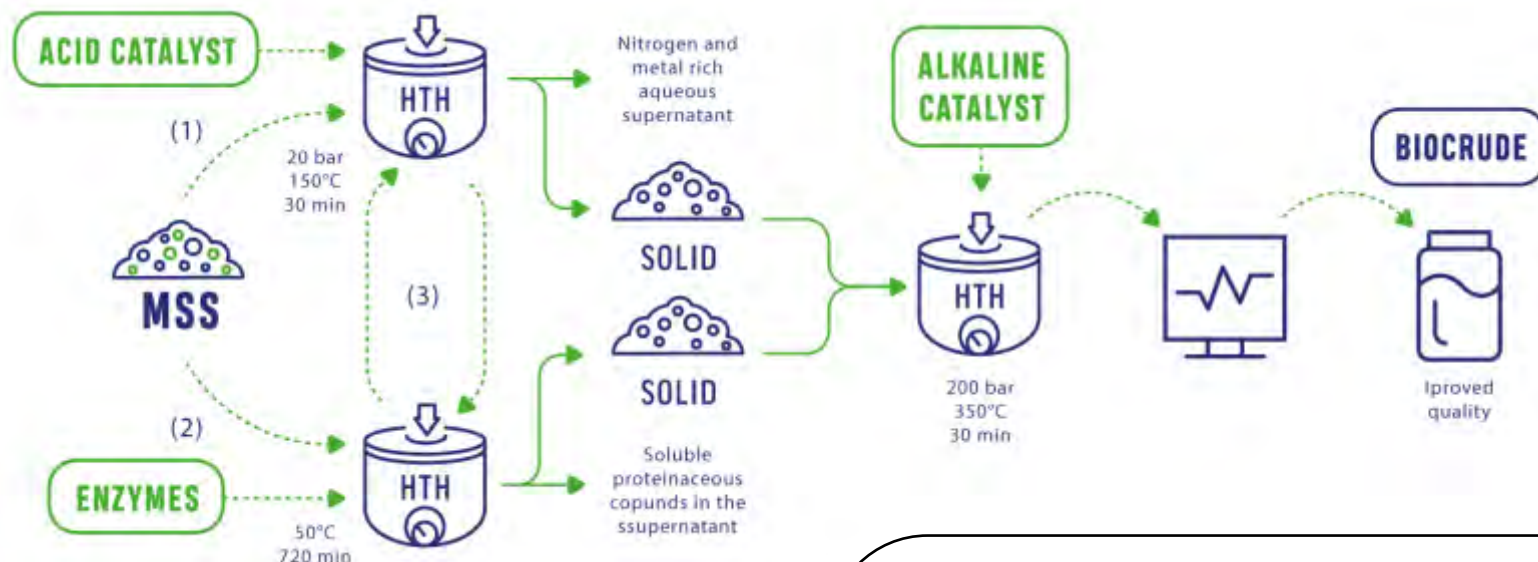 ACID CATALYST
(1)
HTH
20 bar
150°C
30 min
Nitrogen and
metal rich
aqueous
supernatant
ALKALINE
CATALYST
BIOCRUDE
MSS
(3)
SOLID
SOLID
HTH
200 bar
350°C
30 min
Iproved
quality
(2)
ENZYMES
HTH
50°C
720 min
Soluble
proteinaceous
copunds in the
ssupernatant